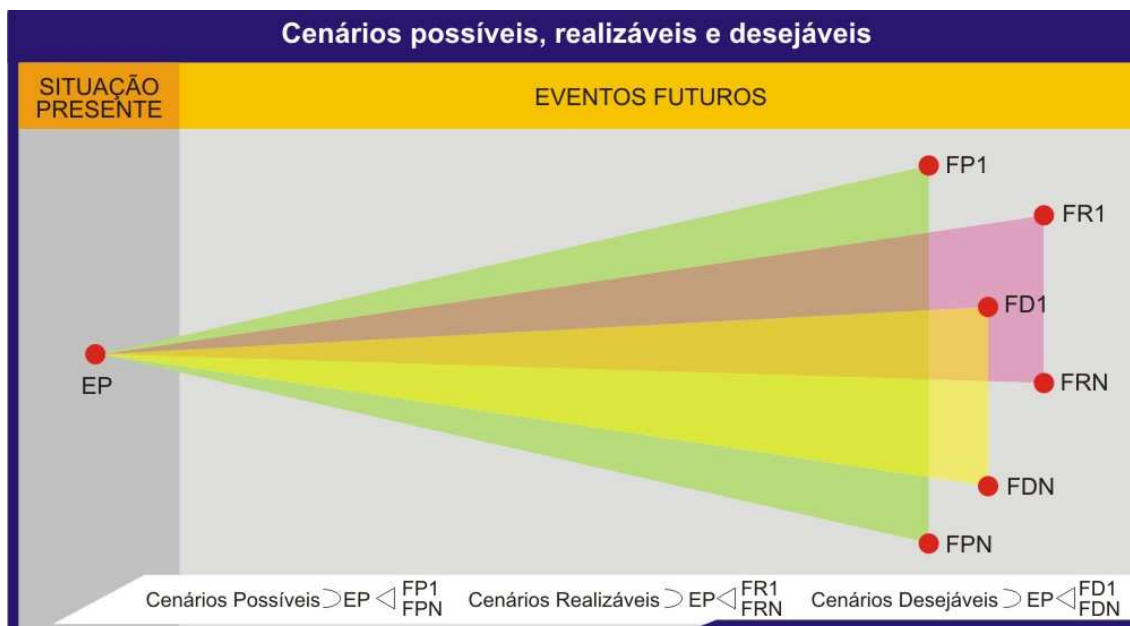 Cenários possíveis, realizáveis e desejáveis
SITUAÇÃO
PRESENTE
EVENTOS FUTUROS
FP1
FR1
FD1
EP
FRN
FDN
FPN
Cenários Possíveis EP FP1
FPN
Cenários Realizáveis EP FR1
FRN
Cenários Desejáveis EP FD1
FDN